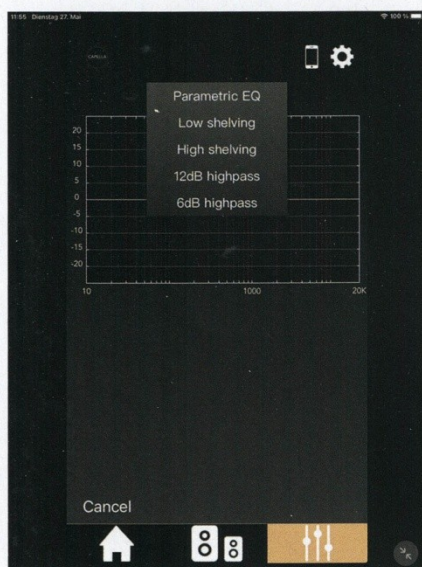 11:55 Dienstag 27. Mai
100 %
CAPELLA
Parametric EQ
Low shelving
High shelving
12dB highpass
6dB highpass
20
15
10
5
0
-5
-10
-15
-20
10
1000
20K
Cancel